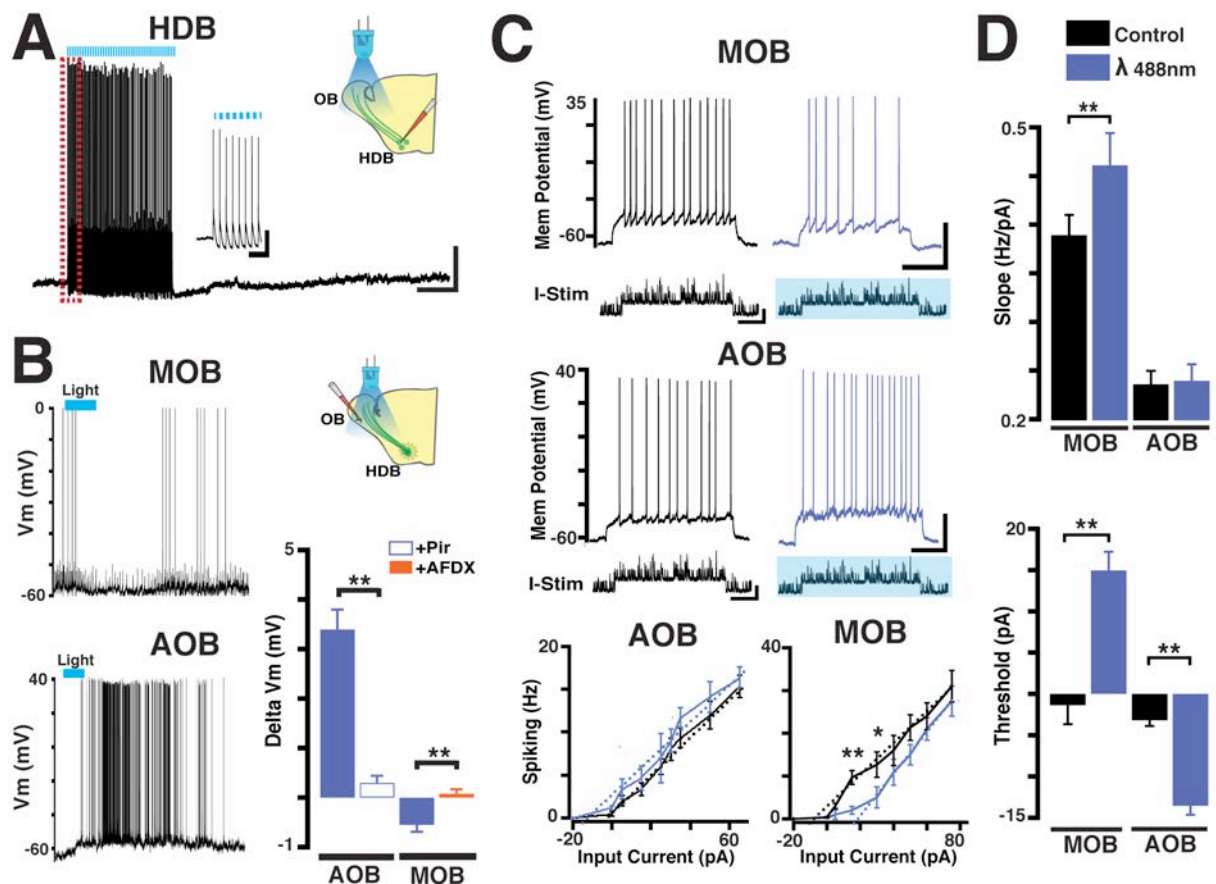 A
HDB
OB
HDB
B
MOB
Light
0
Vm (mV)
-60
AOB
Light
40
Vm (mV)
-60
OB
HDB
5
+Pir
+AFDX
**
**
Delta Vm (mV)
-1
AOB
MOB
C
MOB
35
Mem Potential (mV)
-60
I-Stim
AOB
40
Mem Potential (mV)
-60
I-Stim
AOB
20
Spiking (Hz)
0
-20
60
Input Current (pA)
MOB
40
**
*
0
-20
80
Input Current (pA)
D
Control
λ 488nm
**
0.5
Slope (Hz/pA)
0.2
MOB
AOB
20
**
**
Threshold (pA)
-15
MOB
AOB